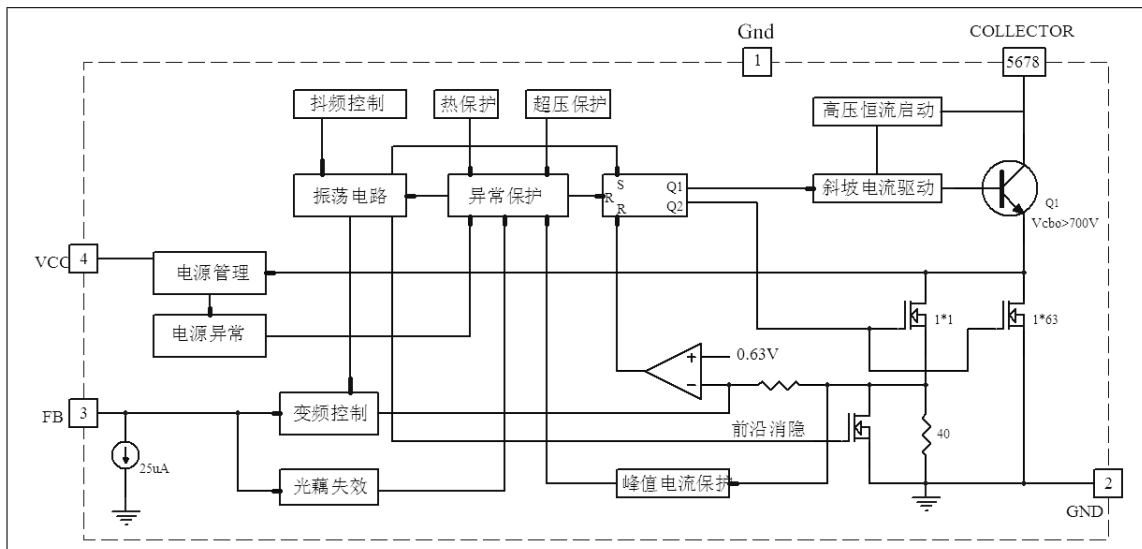 Gnd
COLLECTOR
1
5678
抖频控制
热保护
超压保护
高压恒流启动
振荡电路
异常保护
S
R
R
Q1
Q2
斜坡电流驱动
Q1
Vcbo>700V
VCC
4
电源管理
电源异常
1*1
1*63
0.63V
+
-
FB
3
变频控制
前沿消隐
40
25uA
光藕失效
峰值电流保护
2
GND